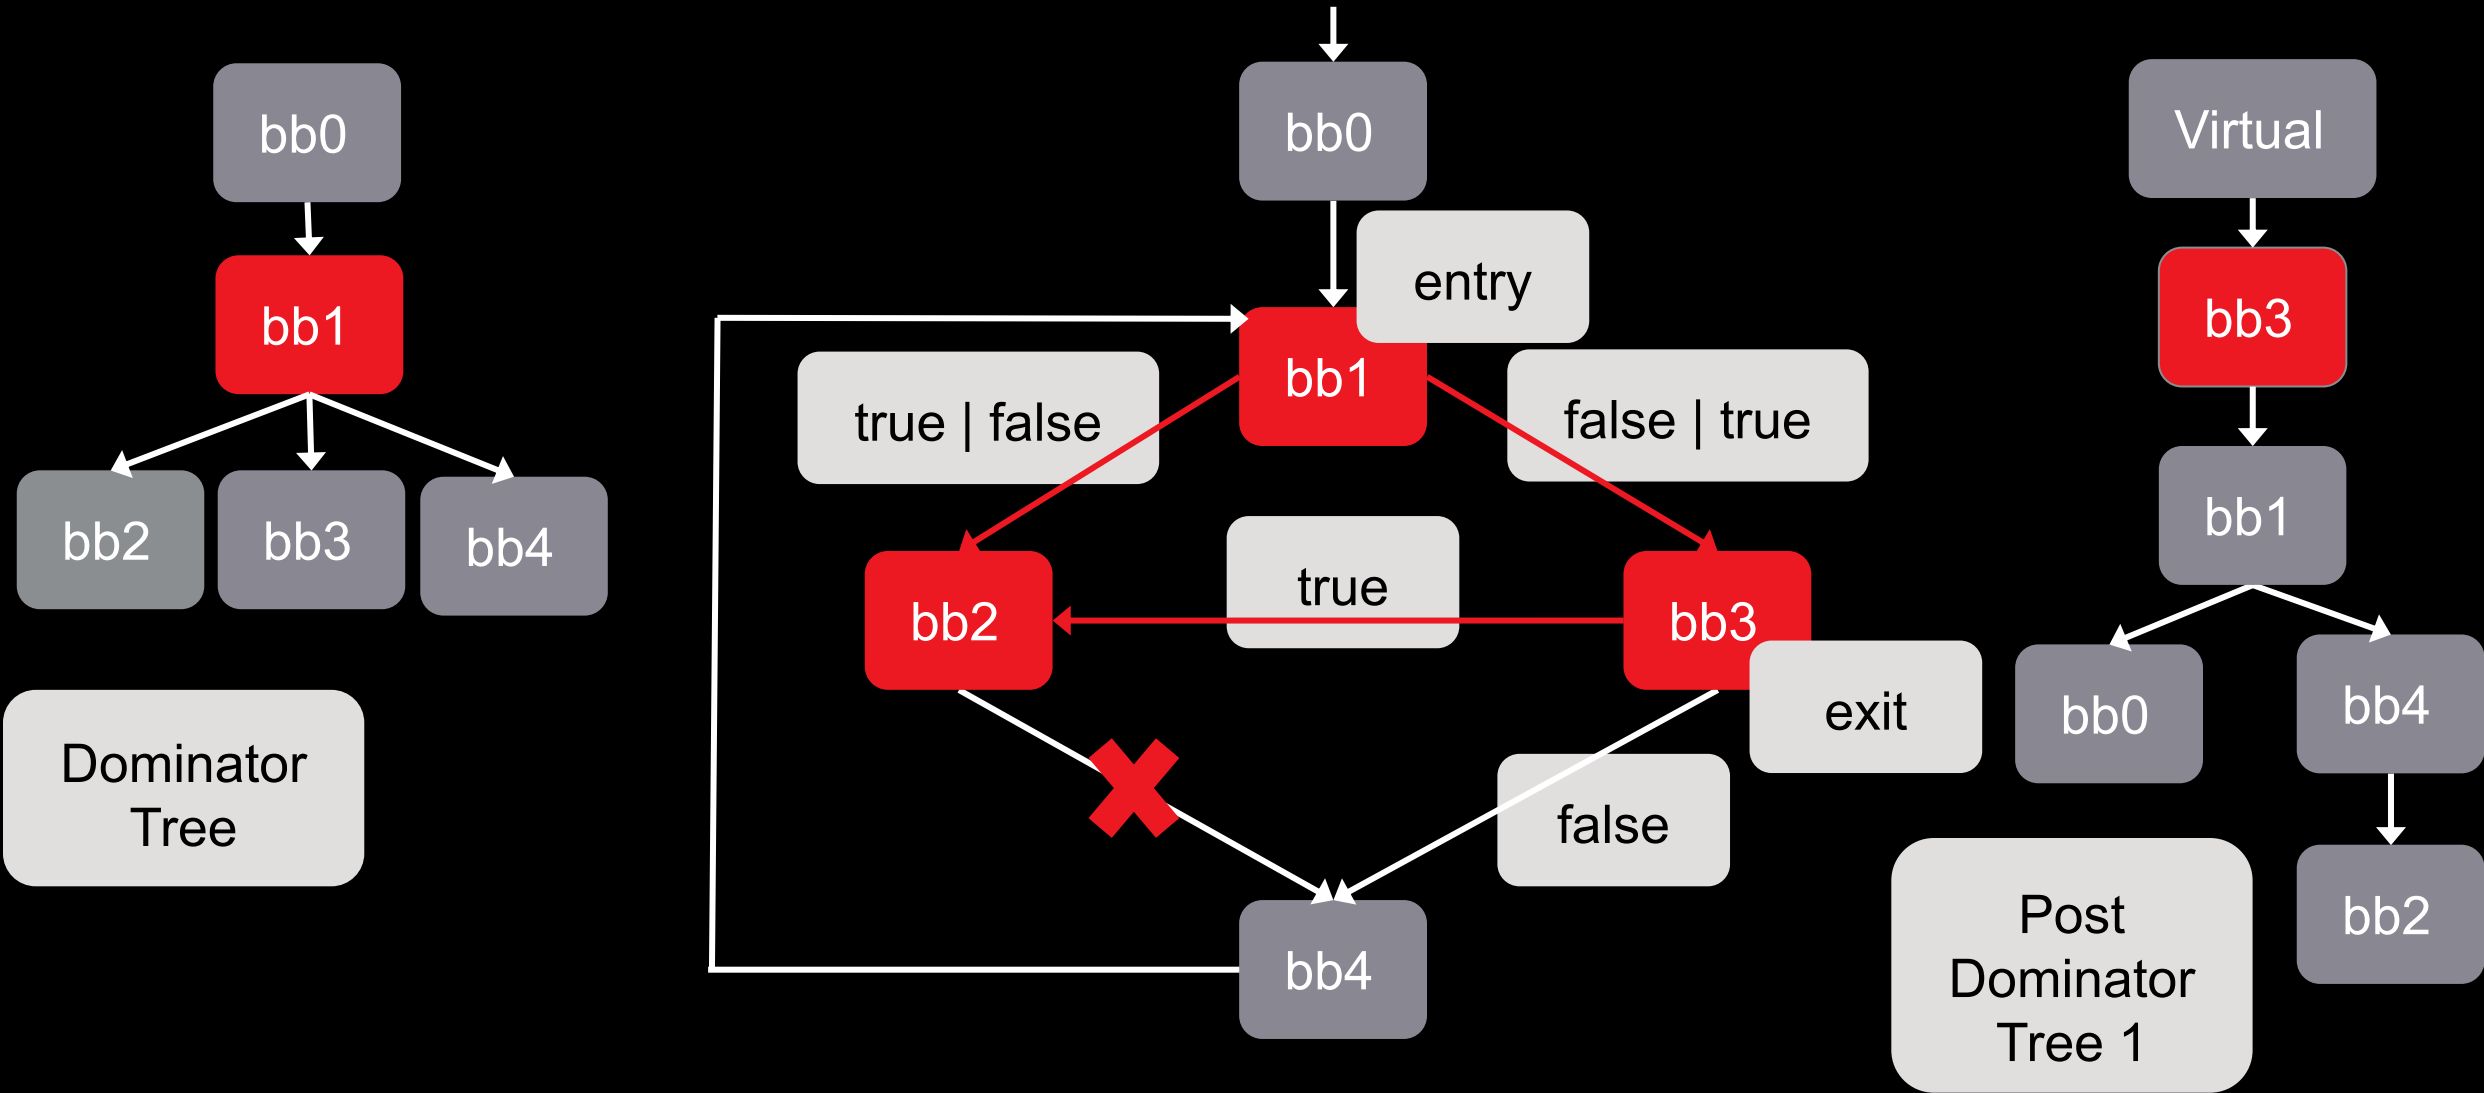 bb0
bb1
bb2
bb3
bb4
Dominator
Tree
bb0
entry
bb1
true | false
false | true
true
bb2
bb3
exit
false
bb4
Virtual
bb3
bb1
bb0
bb4
bb2
Post
Dominator
Tree 1